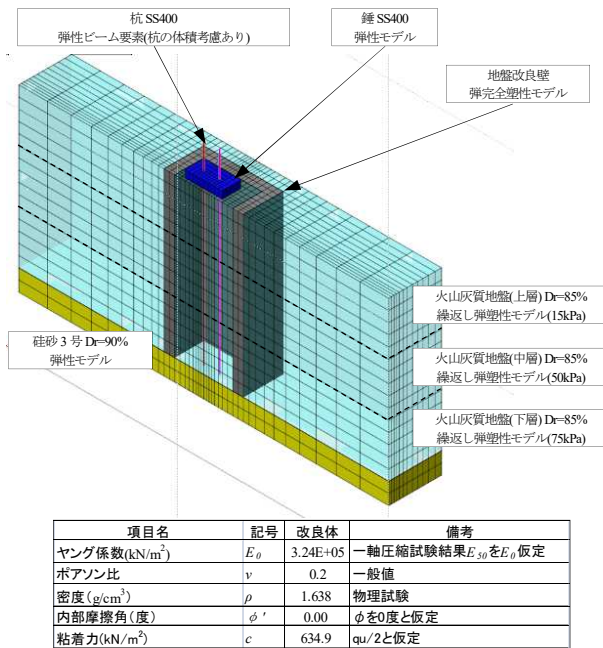 杭 SS400
弾性ビーム要素(杭の体積考慮あり)
錘 SS400
弾性モデル
地盤改良壁
弾完全塑性モデル
火山灰質地盤(上層) Dr=85%
繰返し弾塑性モデル(15kPa)
硅砂 3 号 Dr=90%
弾性モデル
火山灰質地盤(中層) Dr=85%
繰返し弾塑性モデル(50kPa)
火山灰質地盤(下層) Dr=85%
繰返し弾塑性モデル(75kPa)
項目名 記号 改良体 備考
ヤング係数(kN/m²) E₀ 3.24E+05 一軸圧縮試験結果E₅₀をE₀仮定
ポアソン比 ν 0.2 一般値
密度(g/cm³) ρ 1.638 物理試験
内部摩擦角(度) φ' 0.00 φを0度と仮定
粘着力(kN/m²) c 634.9 qu/2と仮定